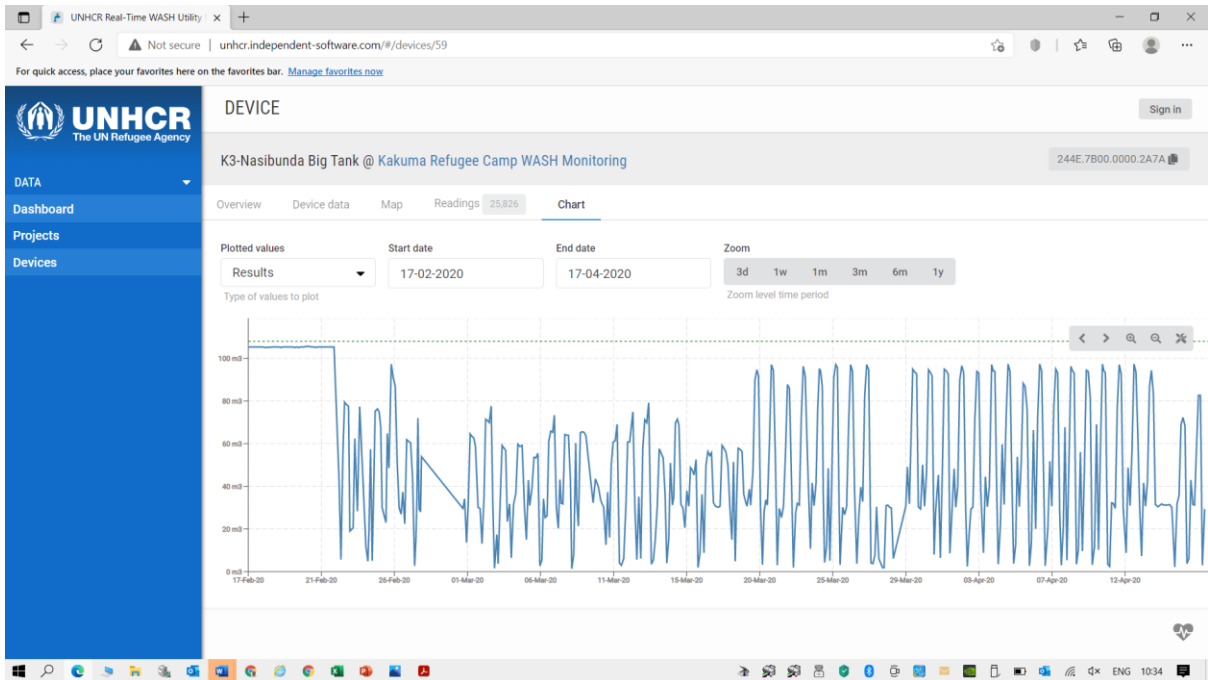 UNHCR Real-Time WASH Utility
Not secure | unhcr.independent-software.com/#/devices/59
For quick access, place your favorites here on the favorites bar. Manage favorites now
UNHCR
The UN Refugee Agency
DEVICE
Sign in
K3-Nasibunda Big Tank @ Kakuma Refugee Camp WASH Monitoring
244E.7B00.0000.2A7A
DATA
Dashboard
Projects
Devices
Overview Device data Map Readings 25,826 Chart
Plotted values Start date End date Zoom
Results 17-02-2020 17-04-2020 3d 1w 1m 3m 6m 1y
Type of values to plot Zoom level time period
100 m3
80 m3
60 m3
40 m3
20 m3
0 m3
17-Feb-20 21-Feb-20 26-Feb-20 01-Mar-20 06-Mar-20 11-Mar-20 15-Mar-20 20-Mar-20 25-Mar-20 29-Mar-20 03-Apr-20 07-Apr-20 12-Apr-20
ENG 10:34